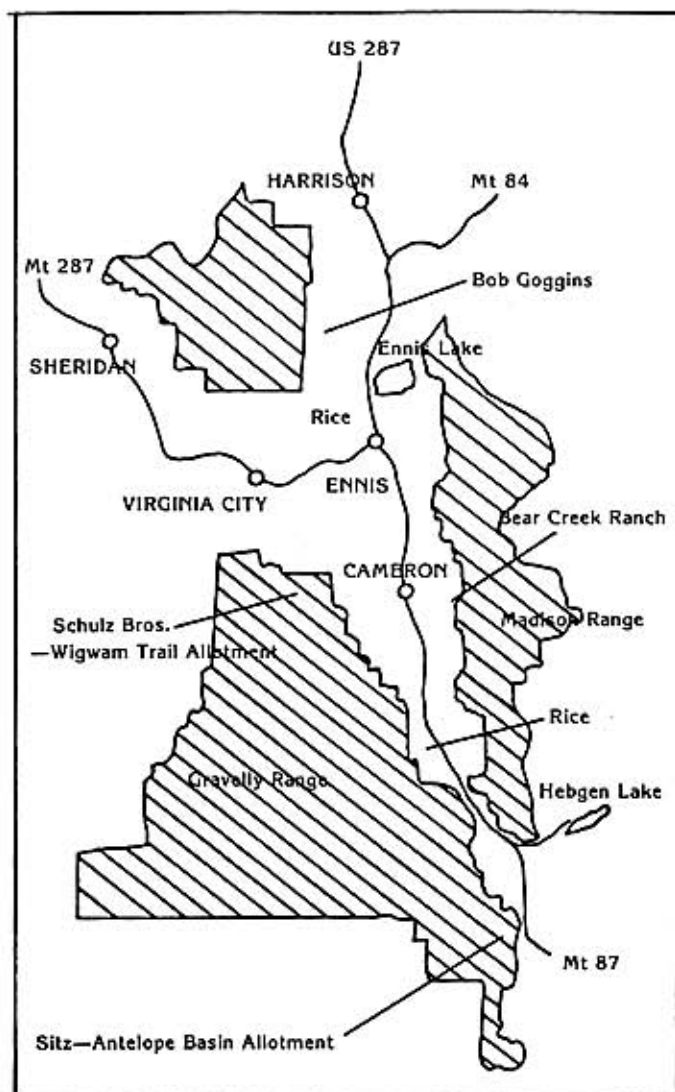 US 287
HARRISON
Mt 84
Mt 287
Bob Goggins
Ennis Lake
SHERIDAN
Rice
ENNIS
VIRGINIA CITY
Bear Creek Ranch
CAMERON
Schulz Bros.
—Wigwam Trail Allotment
Madison Range
Rice
Gravelly Range
Hebgen Lake
Mt 87
Sitz—Antelope Basin Allotment